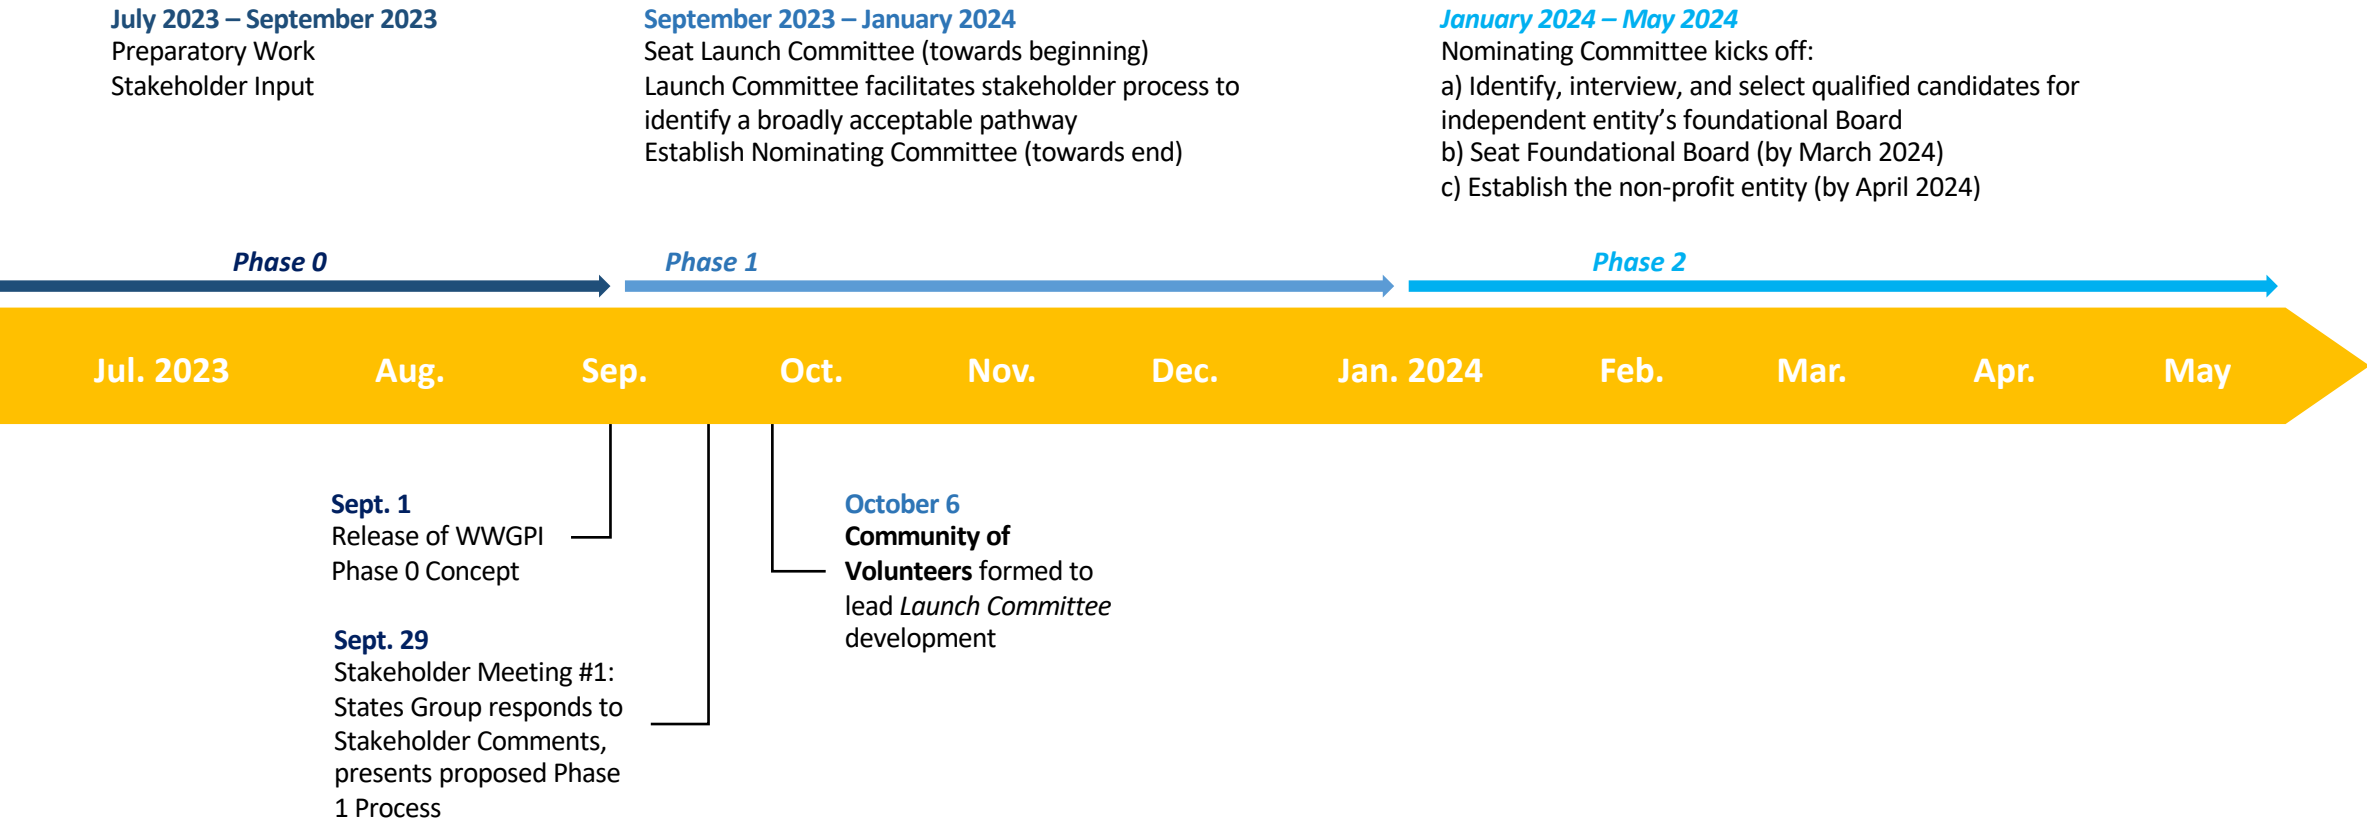 July 2023 – September 2023
Preparatory Work
Stakeholder Input
September 2023 – January 2024
Seat Launch Committee (towards beginning)
Launch Committee facilitates stakeholder process to
identify a broadly acceptable pathway
Establish Nominating Committee (towards end)
January 2024 – May 2024
Nominating Committee kicks off:
a) Identify, interview, and select qualified candidates for
independent entity’s foundational Board
b) Seat Foundational Board (by March 2024)
c) Establish the non-profit entity (by April 2024)
Phase 0
Phase 1
Phase 2
Jul. 2023
Aug.
Sep.
Oct.
Nov.
Dec.
Jan. 2024
Feb.
Mar.
Apr.
May
Sept. 1
Release of WWGPI
Phase 0 Concept
Sept. 29
Stakeholder Meeting #1:
States Group responds to
Stakeholder Comments,
presents proposed Phase
1 Process
October 6
Community of
Volunteers formed to
lead Launch Committee
development